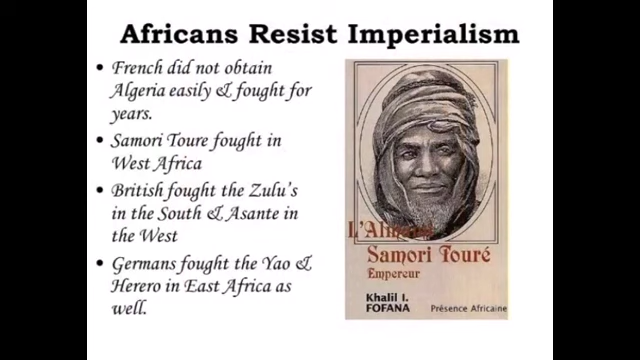 Africans Resist Imperialism
• French did not obtain
Algeria easily & fought for
years.
• Samori Toure fought in
West Africa
• British fought the Zulu's
in the South & Asante in
the West
• Germans fought the Yao &
Herero in East Africa as
well.
Samori Touré
Empereur
Khalil I.
FOFANA
Présence Africaine